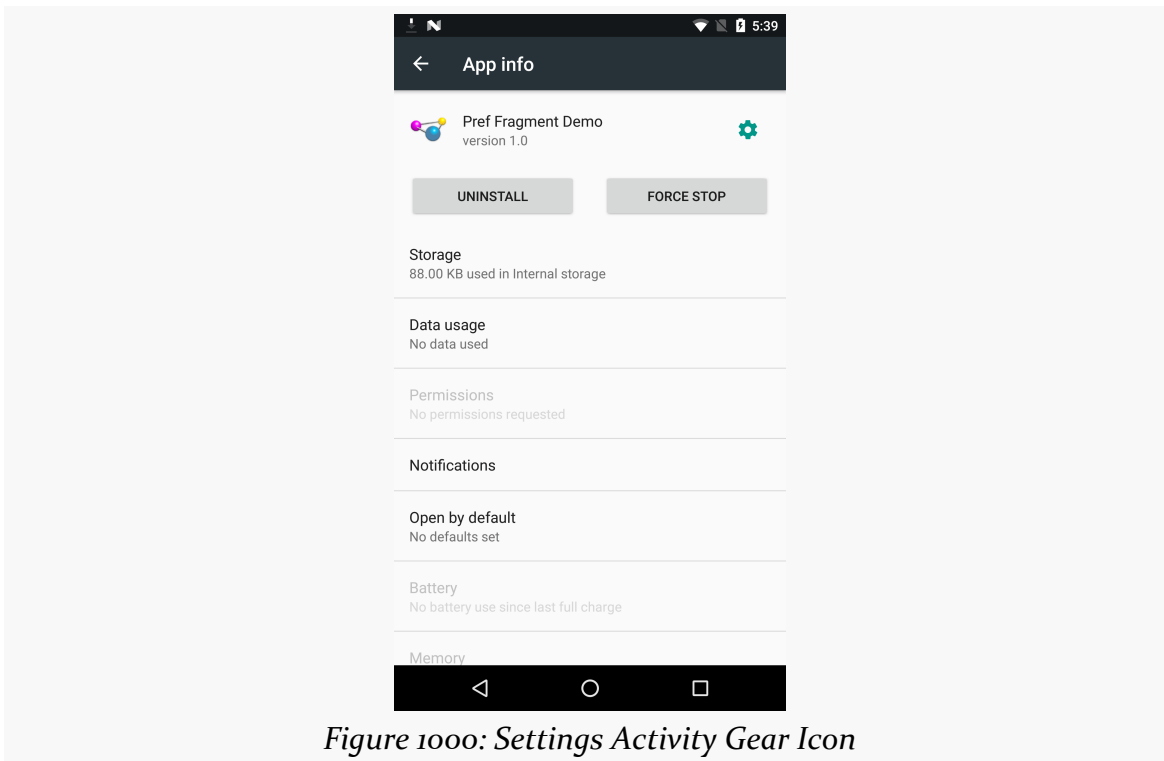 5:39
App info
Pref Fragment Demo
version 1.0
UNINSTALL
FORCE STOP
Storage
88.00 KB used in Internal storage
Data usage
No data used
Permissions
No permissions requested
Notifications
Open by default
No defaults set
Battery
No battery use since last full charge
Memory
Figure 1000: Settings Activity Gear Icon